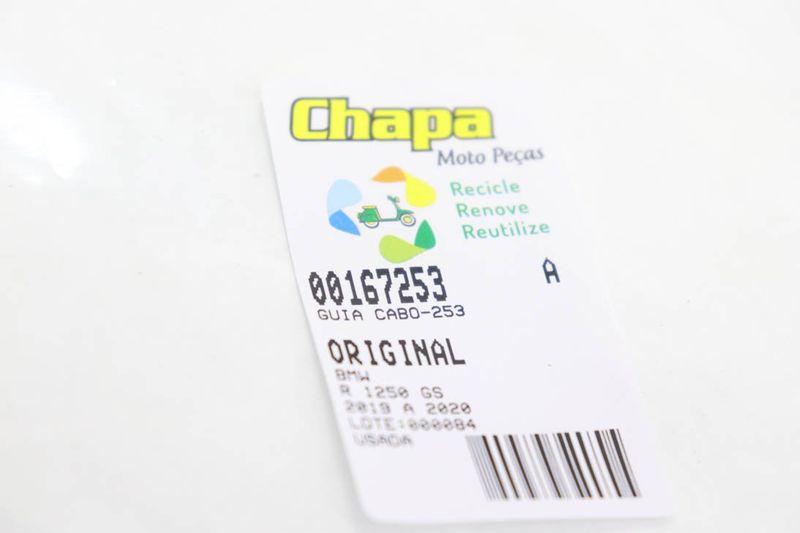 Chapa
Moto Peças
Recicle
Renove
Reutilize
00167253 A
GUIA CABO-253
ORIGINAL
BMW
R 1250 GS
2019 A 2020
LOTE:000084
USADA